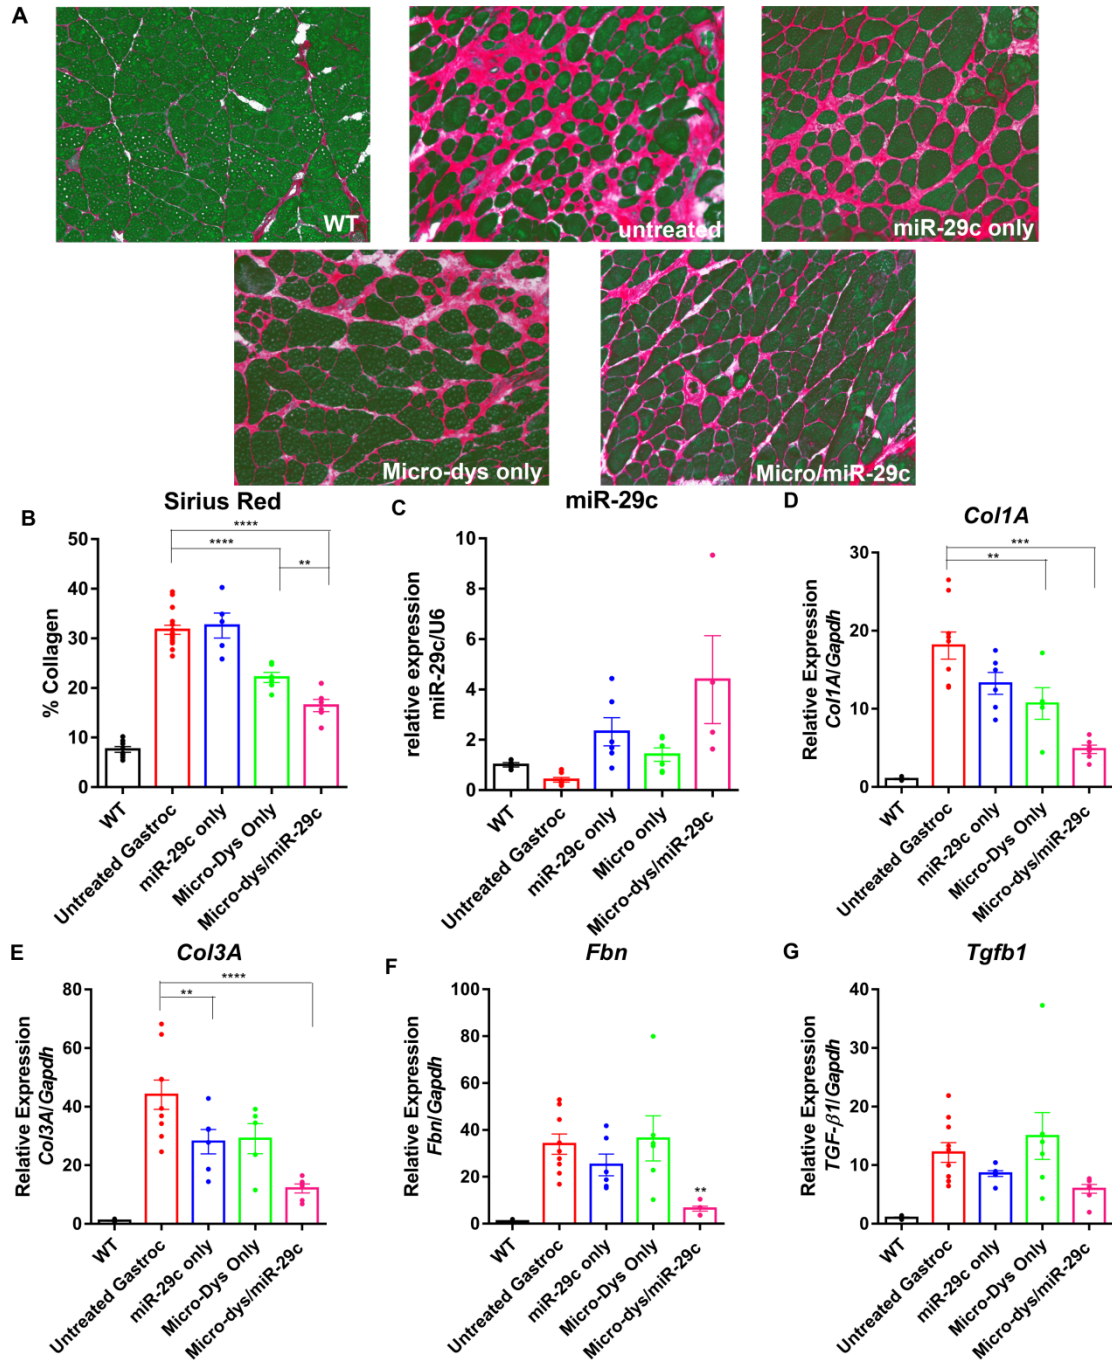 A
WT
untreated
miR-29c only
Micro-dys only
Micro/miR-29c
B
Sirius Red
****
****
**
% Collagen
50
40
30
20
10
0
WT
Untreated Gastroc
miR-29c only
Micro-Dys Only
Micro-dys/miR-29c
C
miR-29c
relative expression
miR-29c/U6
10
8
6
4
2
0
WT
Untreated Gastroc
miR-29c only
Micro only
Micro-dys/miR-29c
D
Col1A
***
**
Relative Expression
Col1A/Gapdh
30
20
10
0
WT
Untreated Gastroc
miR-29c only
Micro-Dys Only
Micro-dys/miR-29c
E
Col3A
****
**
Relative Expression
Col3A/Gapdh
80
60
40
20
0
WT
Untreated Gastroc
miR-29c only
Micro-Dys Only
Micro-dys/miR-29c
F
Fbn
**
Relative Expression
Fbn/Gapdh
100
80
60
40
20
0
WT
Untreated Gastroc
miR-29c only
Micro-Dys Only
Micro-dys/miR-29c
G
Tgfb1
Relative Expression
TGF-β1/Gapdh
40
30
20
10
0
WT
Untreated Gastroc
miR-29c only
Micro-Dys Only
Micro-dys/miR-29c